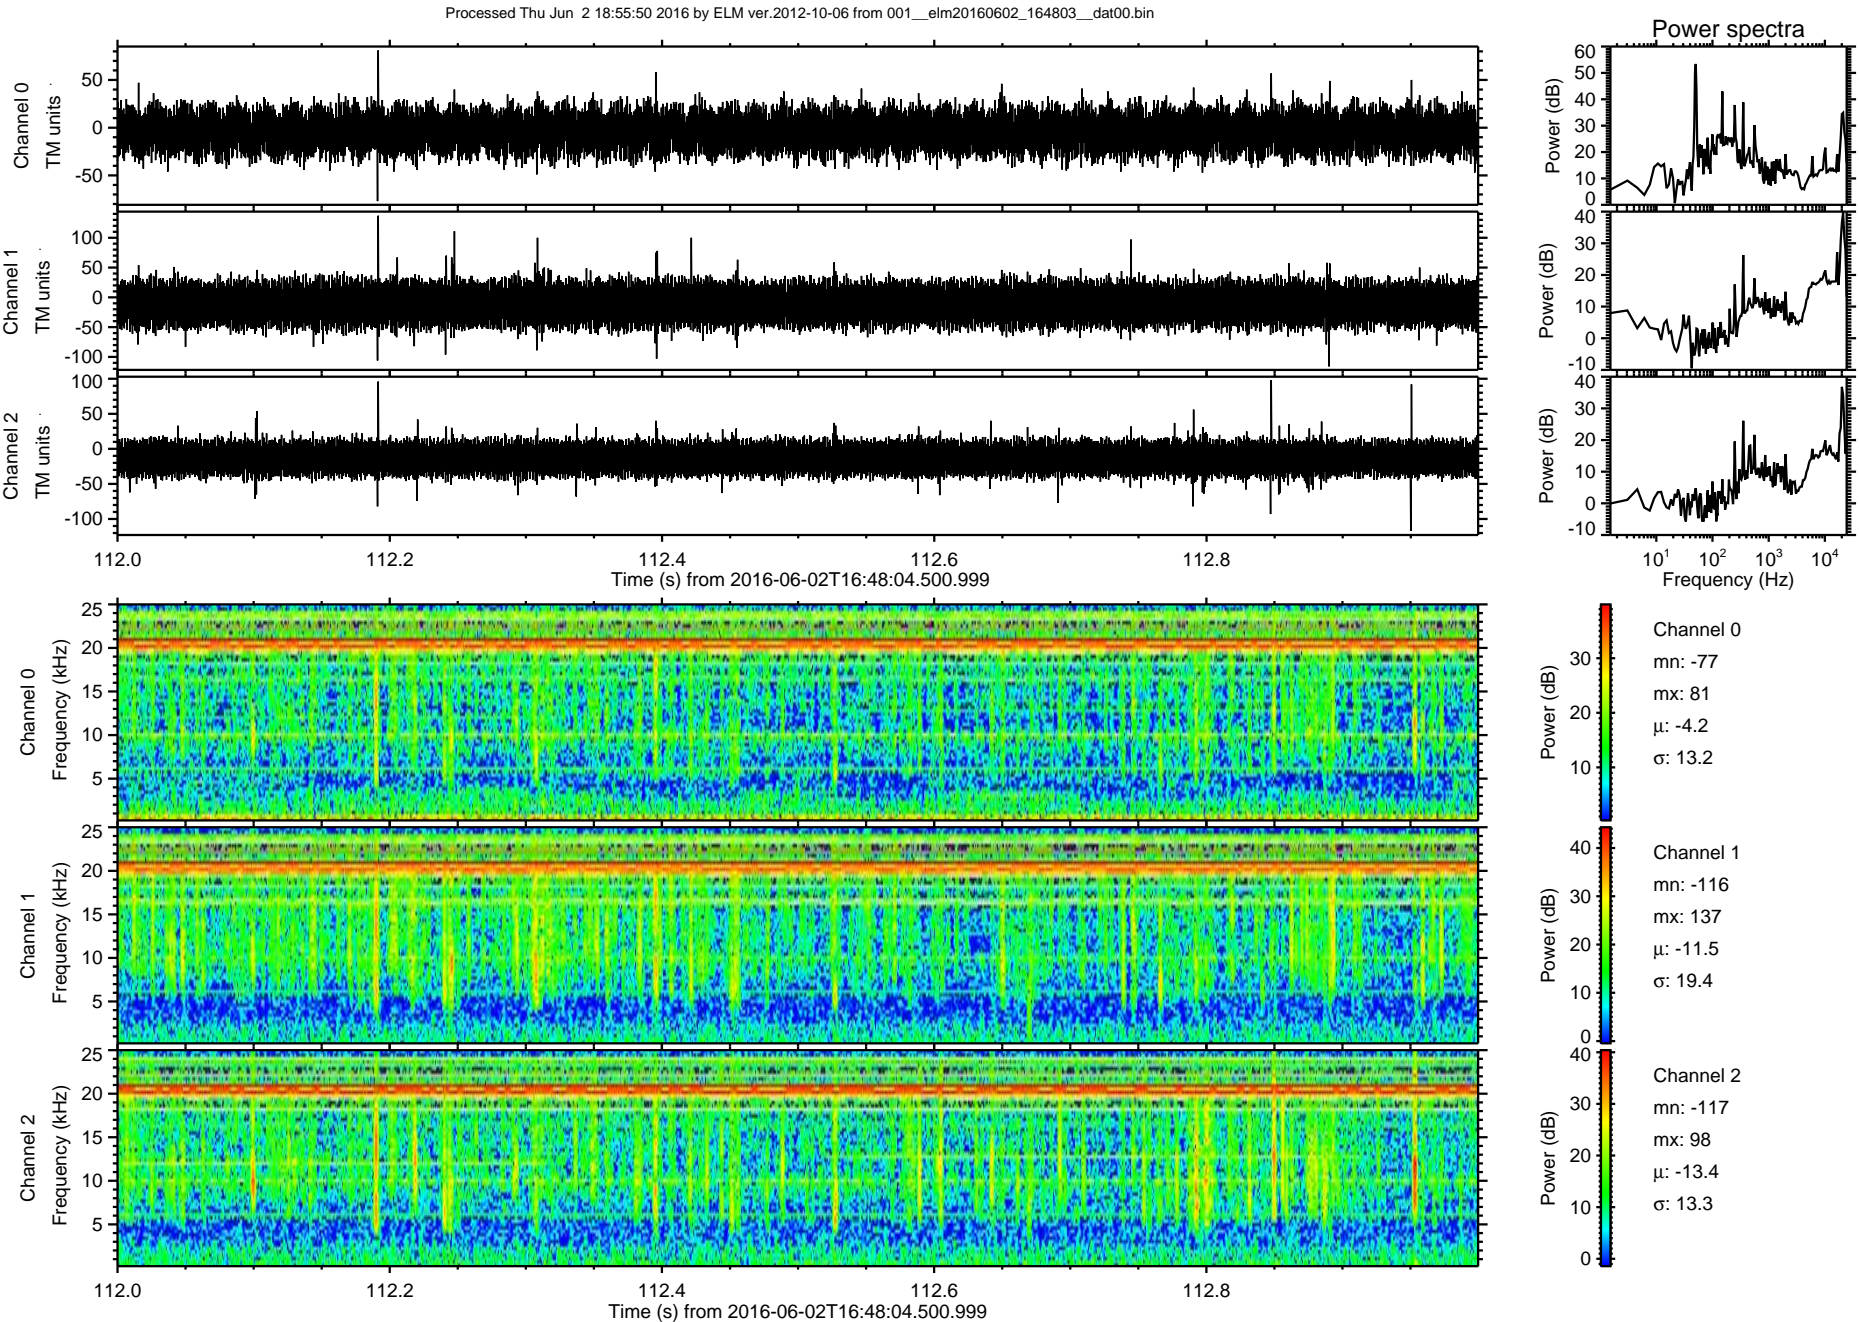 Processed Thu Jun  2 18:55:50 2016 by ELM ver.2012-10-06 from 001__elm20160602_164803__dat00.bin
Power spectra
Channel 0
TM units
50
0
-50
Power (dB)
60
50
40
30
20
10
0
Channel 1
TM units
100
50
0
-50
-100
Power (dB)
40
30
20
10
0
-10
Channel 2
TM units
100
50
0
-50
-100
Power (dB)
40
30
20
10
0
-10
112.0 112.2 112.4 112.6 112.8
Time (s) from 2016-06-02T16:48:04.500.999
10¹ 10² 10³ 10⁴
Frequency (Hz)
Channel 0
Frequency (kHz)
25
20
15
10
5
Power (dB)
30
20
10
Channel 0
mn: -77
mx: 81
μ: -4.2
σ: 13.2
Channel 1
Frequency (kHz)
25
20
15
10
5
Power (dB)
40
30
20
10
0
Channel 1
mn: -116
mx: 137
μ: -11.5
σ: 19.4
Channel 2
Frequency (kHz)
25
20
15
10
5
Power (dB)
40
30
20
10
0
Channel 2
mn: -117
mx: 98
μ: -13.4
σ: 13.3
112.0 112.2 112.4 112.6 112.8
Time (s) from 2016-06-02T16:48:04.500.999